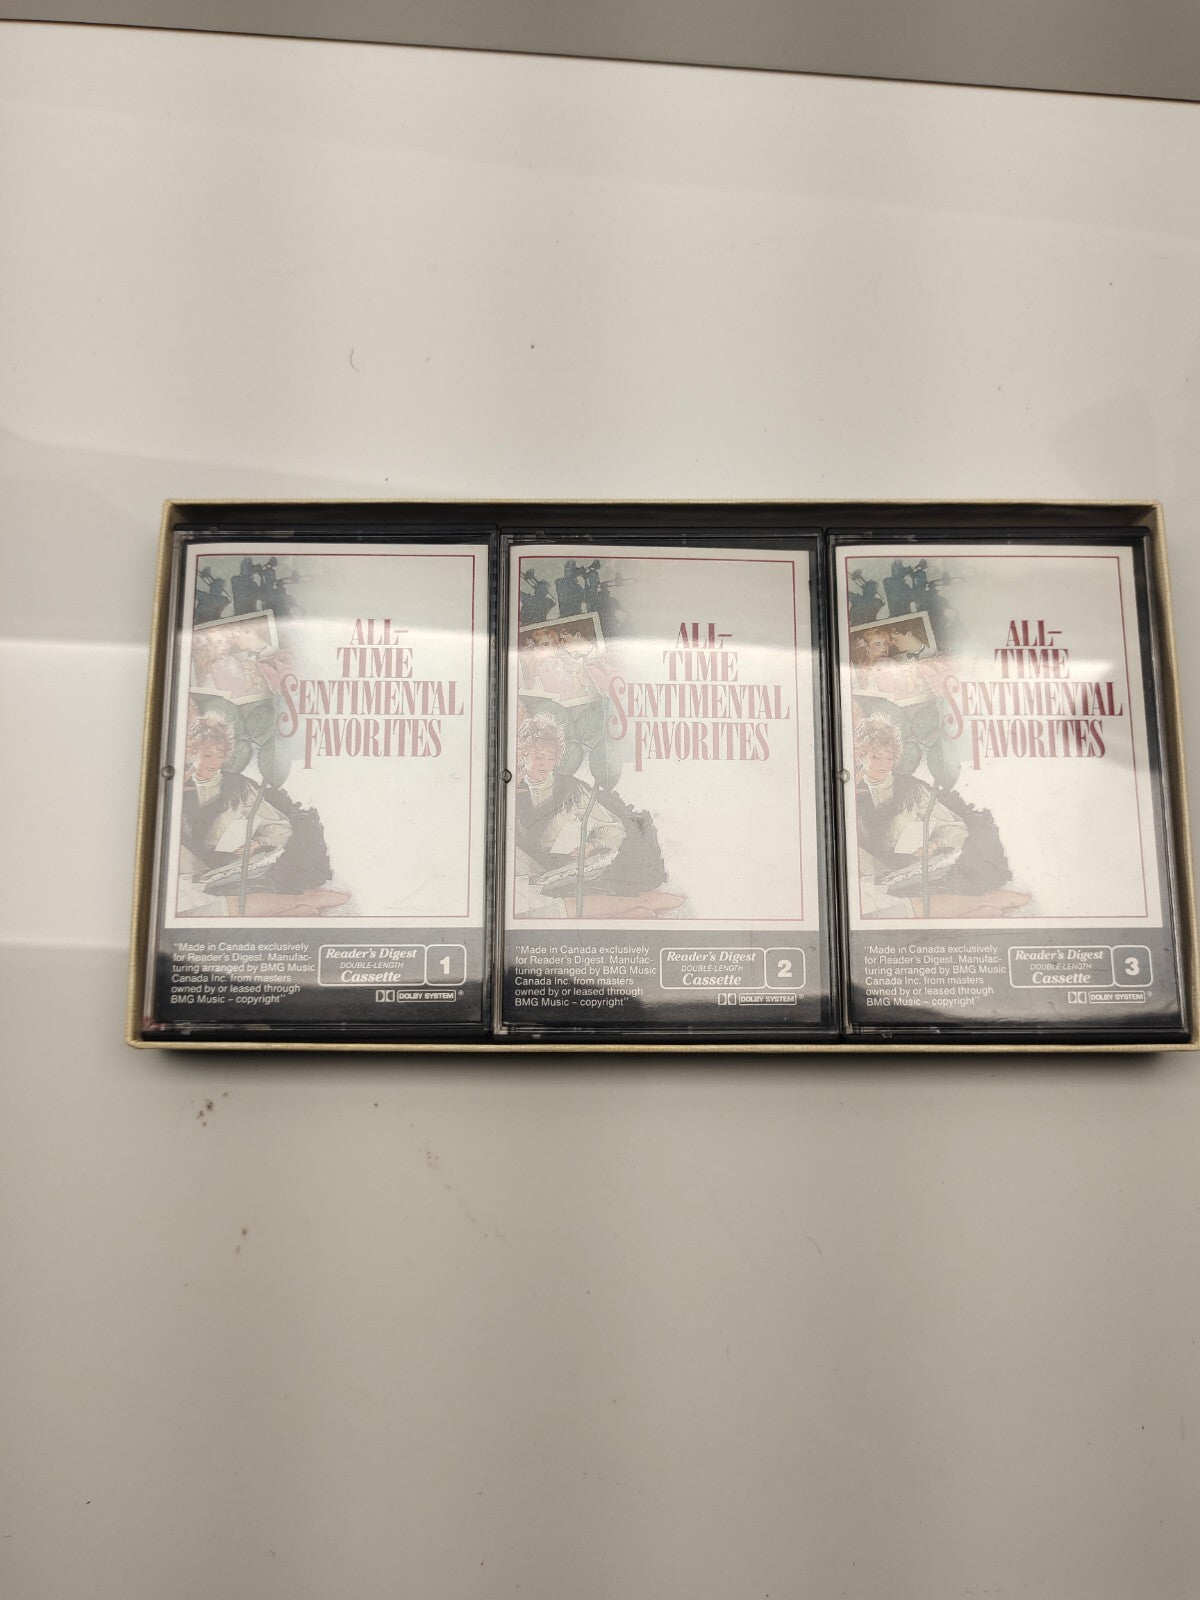 ALL-
TIME
SENTIMENTAL
FAVORITES
"Made in Canada exclusively
for Reader's Digest. Manufac-
turing arranged by BMG Music
Canada Inc. from masters
owned by or leased through
BMG Music – copyright"
Reader's Digest
DOUBLE-LENGTH
Cassette
1
DOLBY SYSTEM®
ALL-
TIME
SENTIMENTAL
FAVORITES
"Made in Canada exclusively
for Reader's Digest. Manufac-
turing arranged by BMG Music
Canada Inc. from masters
owned by or leased through
BMG Music – copyright"
Reader's Digest
DOUBLE-LENGTH
Cassette
2
DOLBY SYSTEM®
ALL-
TIME
SENTIMENTAL
FAVORITES
"Made in Canada exclusively
for Reader's Digest. Manufac-
turing arranged by BMG Music
Canada Inc. from masters
owned by or leased through
BMG Music – copyright"
Reader's Digest
DOUBLE-LENGTH
Cassette
3
DOLBY SYSTEM®